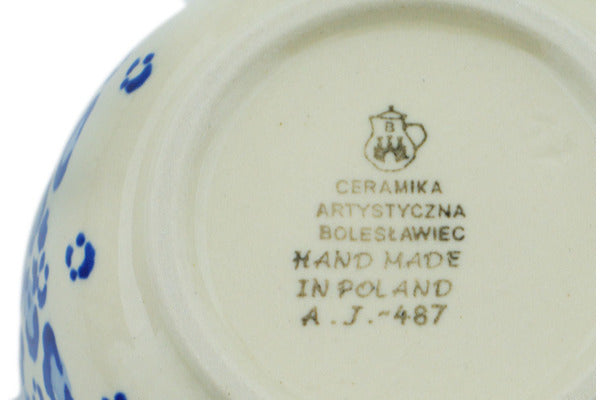 B
CERAMIKA
ARTYSTYCZNA
BOLESŁAWIEC
HAND MADE
IN POLAND
A.J.-487